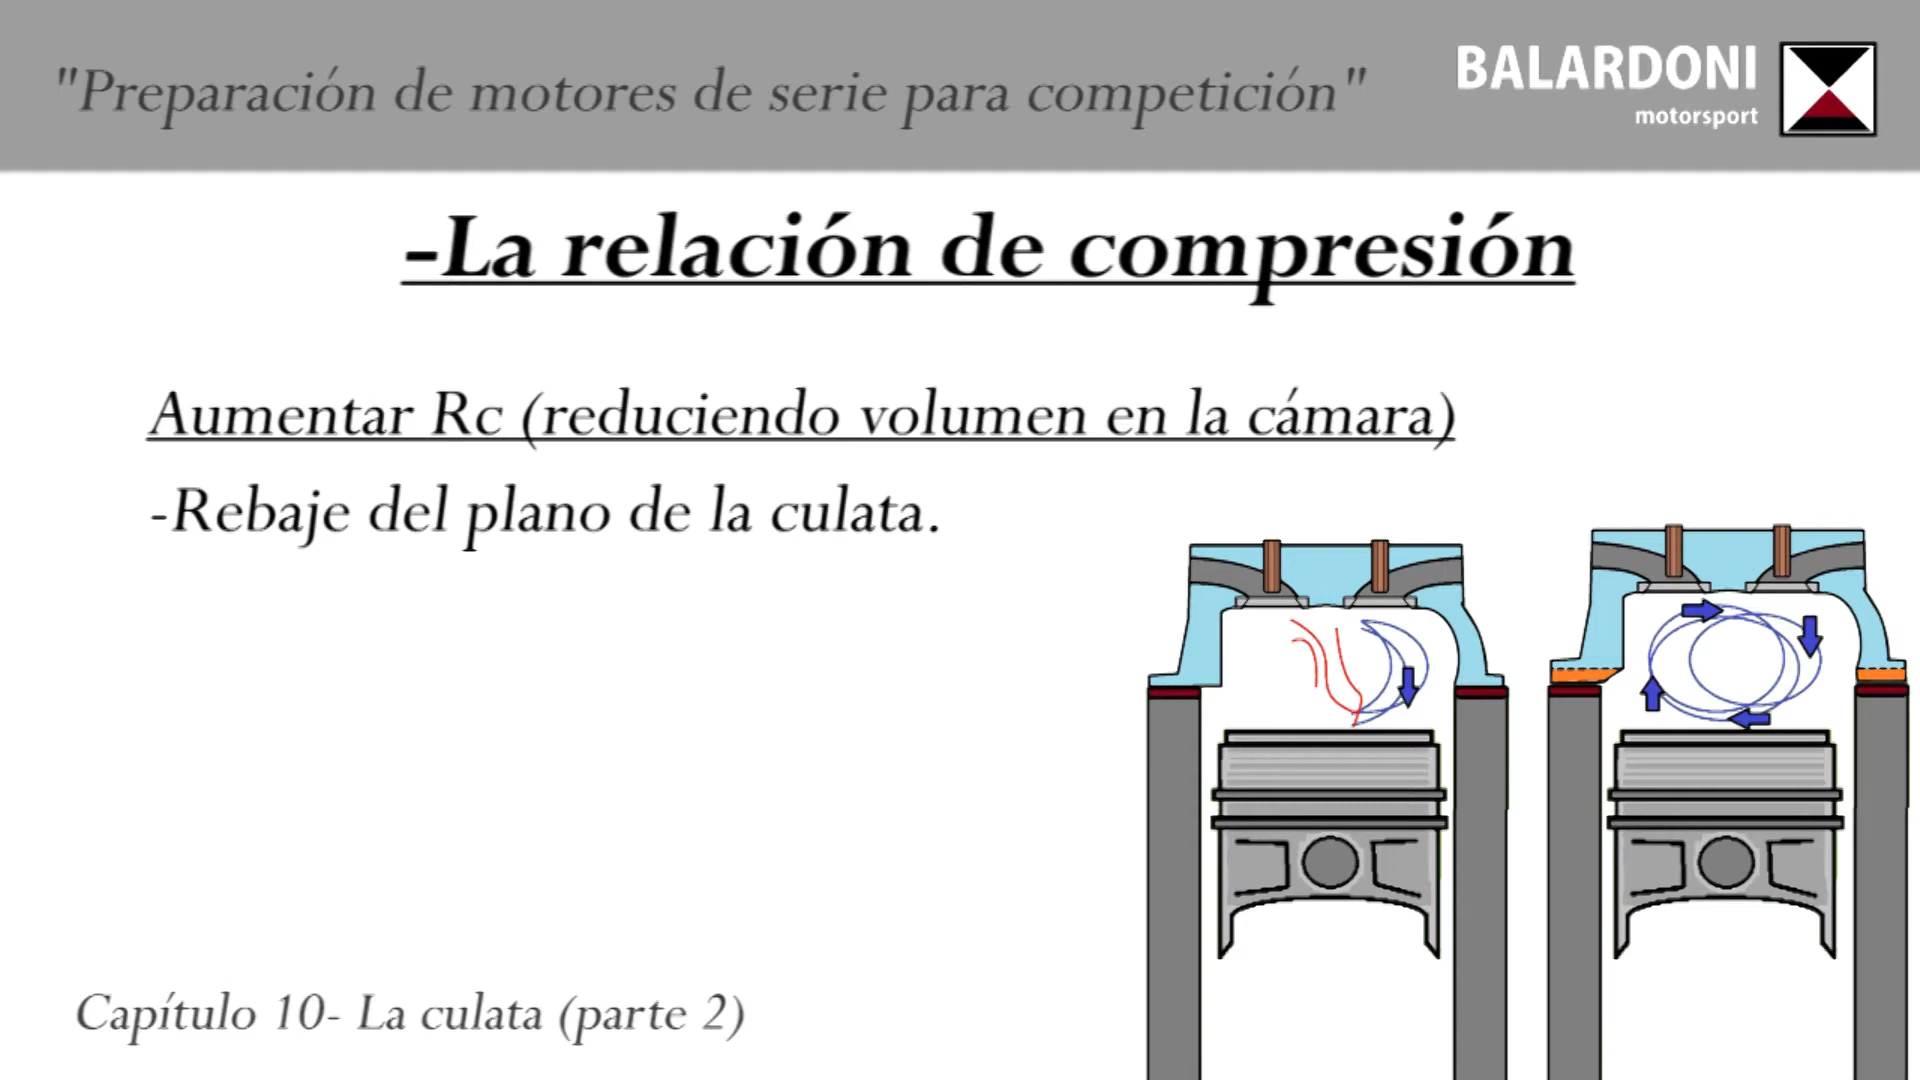 "Preparación de motores de serie para competición"
BALARDONI
motorsport
-La relación de compresión
Aumentar Rc (reduciendo volumen en la cámara)
-Rebaje del plano de la culata.
Capítulo 10- La culata (parte 2)